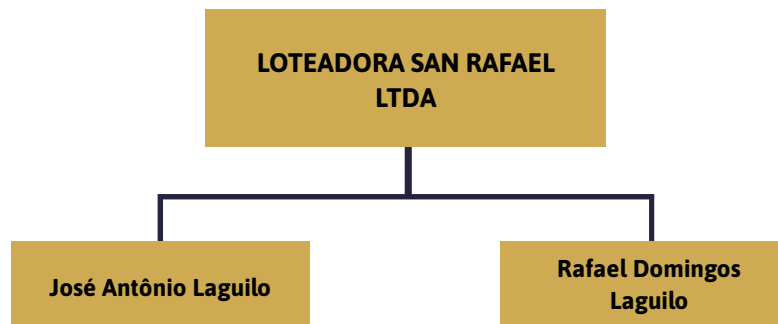 LOTEADORA SAN RAFAEL
LTDA
José Antônio Laguilo
Rafael Domingos
Laguilo